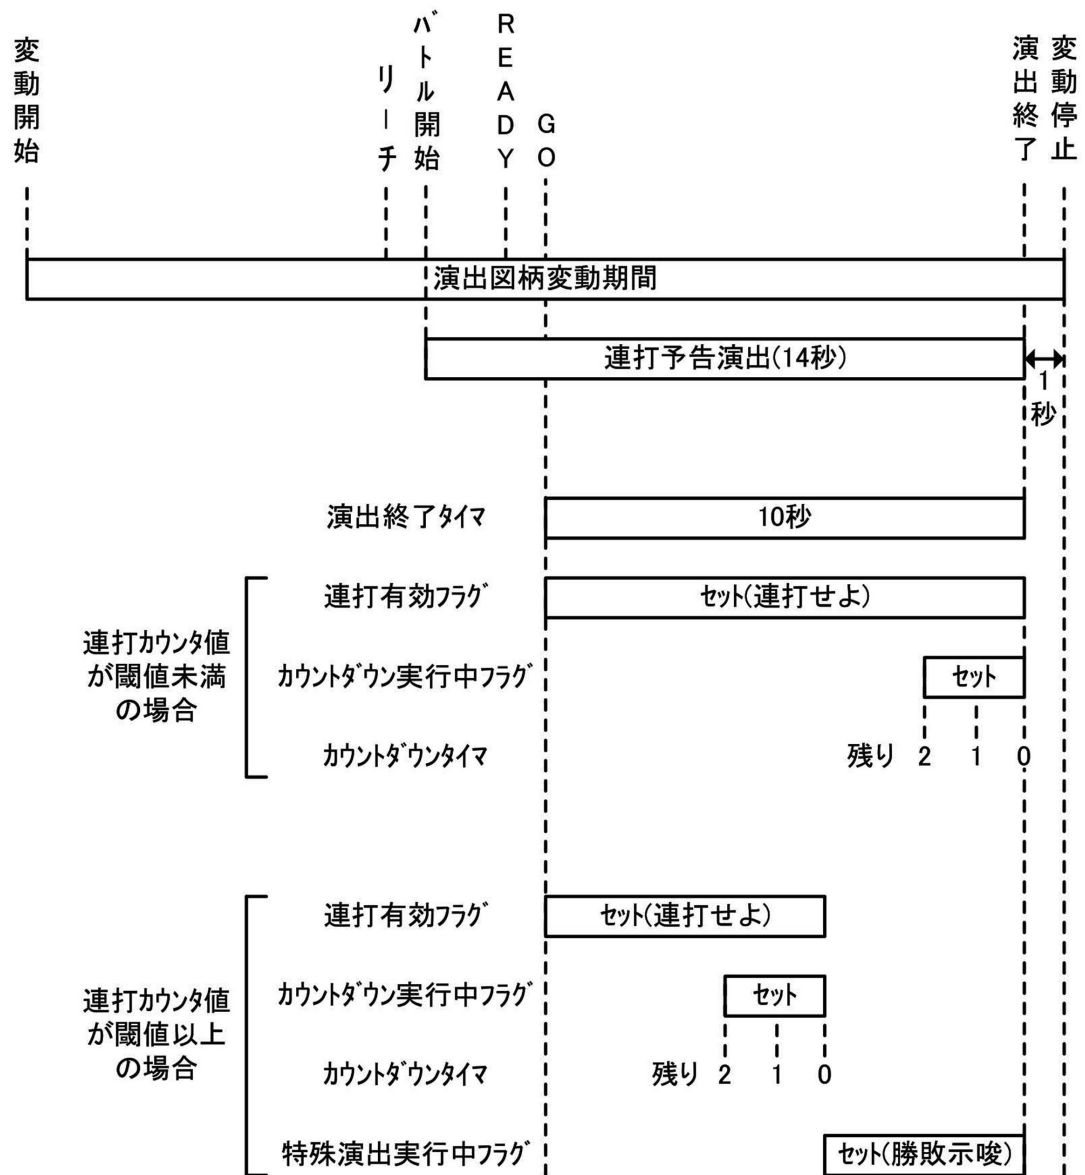 変動開始
リーチ
ﾊﾞﾄﾙ開始
READY
GO
演出終了
変動停止
演出図柄変動期間
連打予告演出(14秒)
1
秒
演出終了ﾀｲﾏ
10秒
連打カウンタ値
が閾値未満
の場合
連打有効ﾌﾗｸﾞ
ｾｯﾄ(連打せよ)
ｶｳﾝﾄﾀﾞｳﾝ実行中ﾌﾗｸﾞ
ｾｯﾄ
ｶｳﾝﾄﾀﾞｳﾝﾀｲﾏ
残り 2 1 0
連打ｶｳﾝﾀ値
が閾値以上
の場合
連打有効ﾌﾗｸﾞ
ｾｯﾄ(連打せよ)
ｶｳﾝﾄﾀﾞｳﾝ実行中ﾌﾗｸﾞ
ｾｯﾄ
ｶｳﾝﾄﾀﾞｳﾝﾀｲﾏ
残り 2 1 0
特殊演出実行中ﾌﾗｸﾞ
ｾｯﾄ(勝敗示唆)